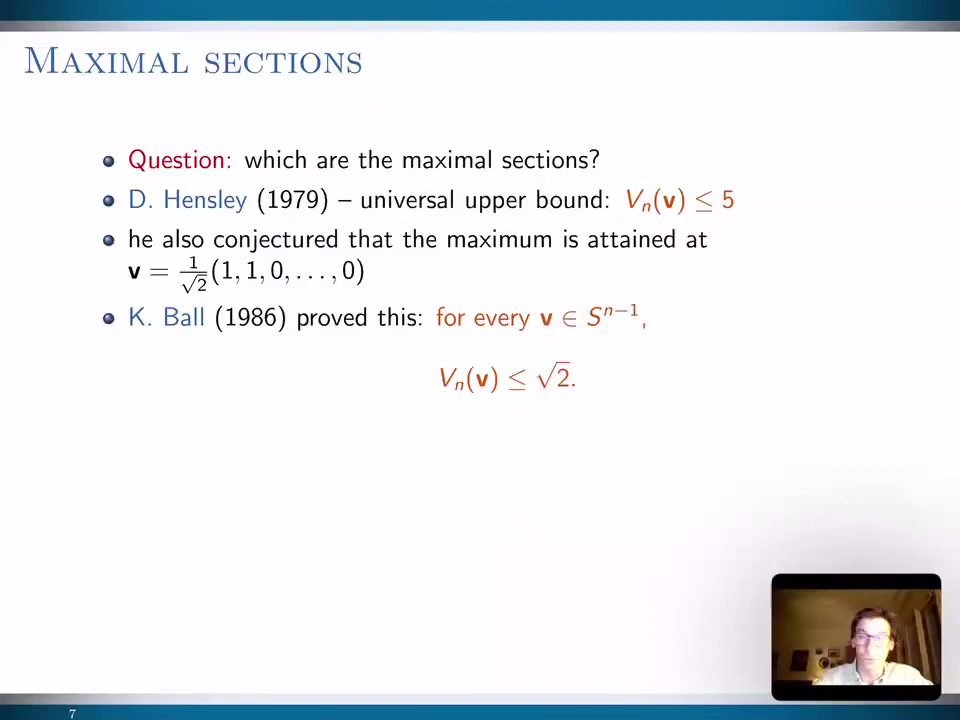 Maximal sections
Question: which are the maximal sections?
D. Hensley (1979) – universal upper bound: Vₙ(v) ≤ 5
he also conjectured that the maximum is attained at
v = 1/√2 (1, 1, 0, . . . , 0)
K. Ball (1986) proved this: for every v ∈ Sⁿ⁻¹,
Vₙ(v) ≤ √2.
7